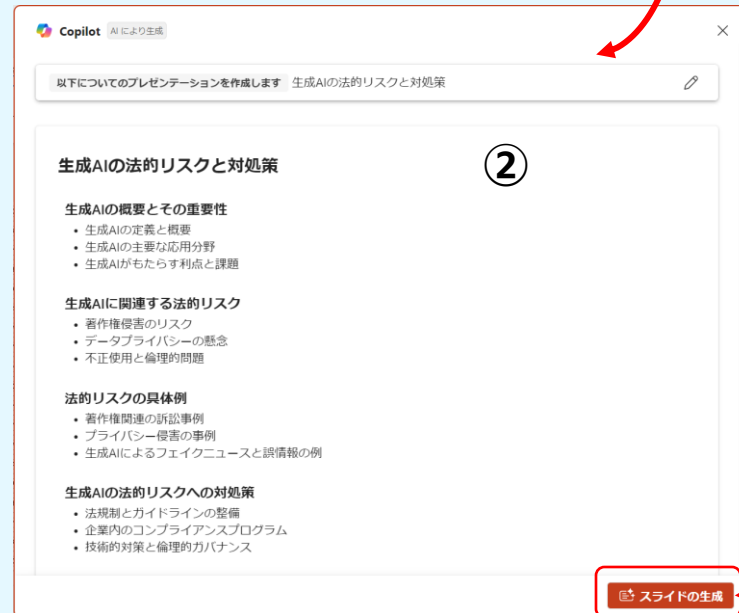 Copilot AIにより生成
以下についてのプレゼンテーションを作成します 生成AIの法的リスクと対処策
②
生成AIの法的リスクと対処策
生成AIの概要とその重要性
• 生成AIの定義と概要
• 生成AIの主要な応用分野
• 生成AIがもたらす利点と課題
生成AIに関連する法的リスク
• 著作権侵害のリスク
• データプライバシーの懸念
• 不正使用と倫理的問題
法的リスクの具体例
• 著作権関連の訴訟事例
• プライバシー侵害の事例
• 生成AIによるフェイクニュースと誤情報の例
生成AIの法的リスクへの対処策
• 法規制とガイドラインの整備
• 企業内のコンプライアンスプログラム
• 技術的対策と倫理的ガバナンス
スライドの生成